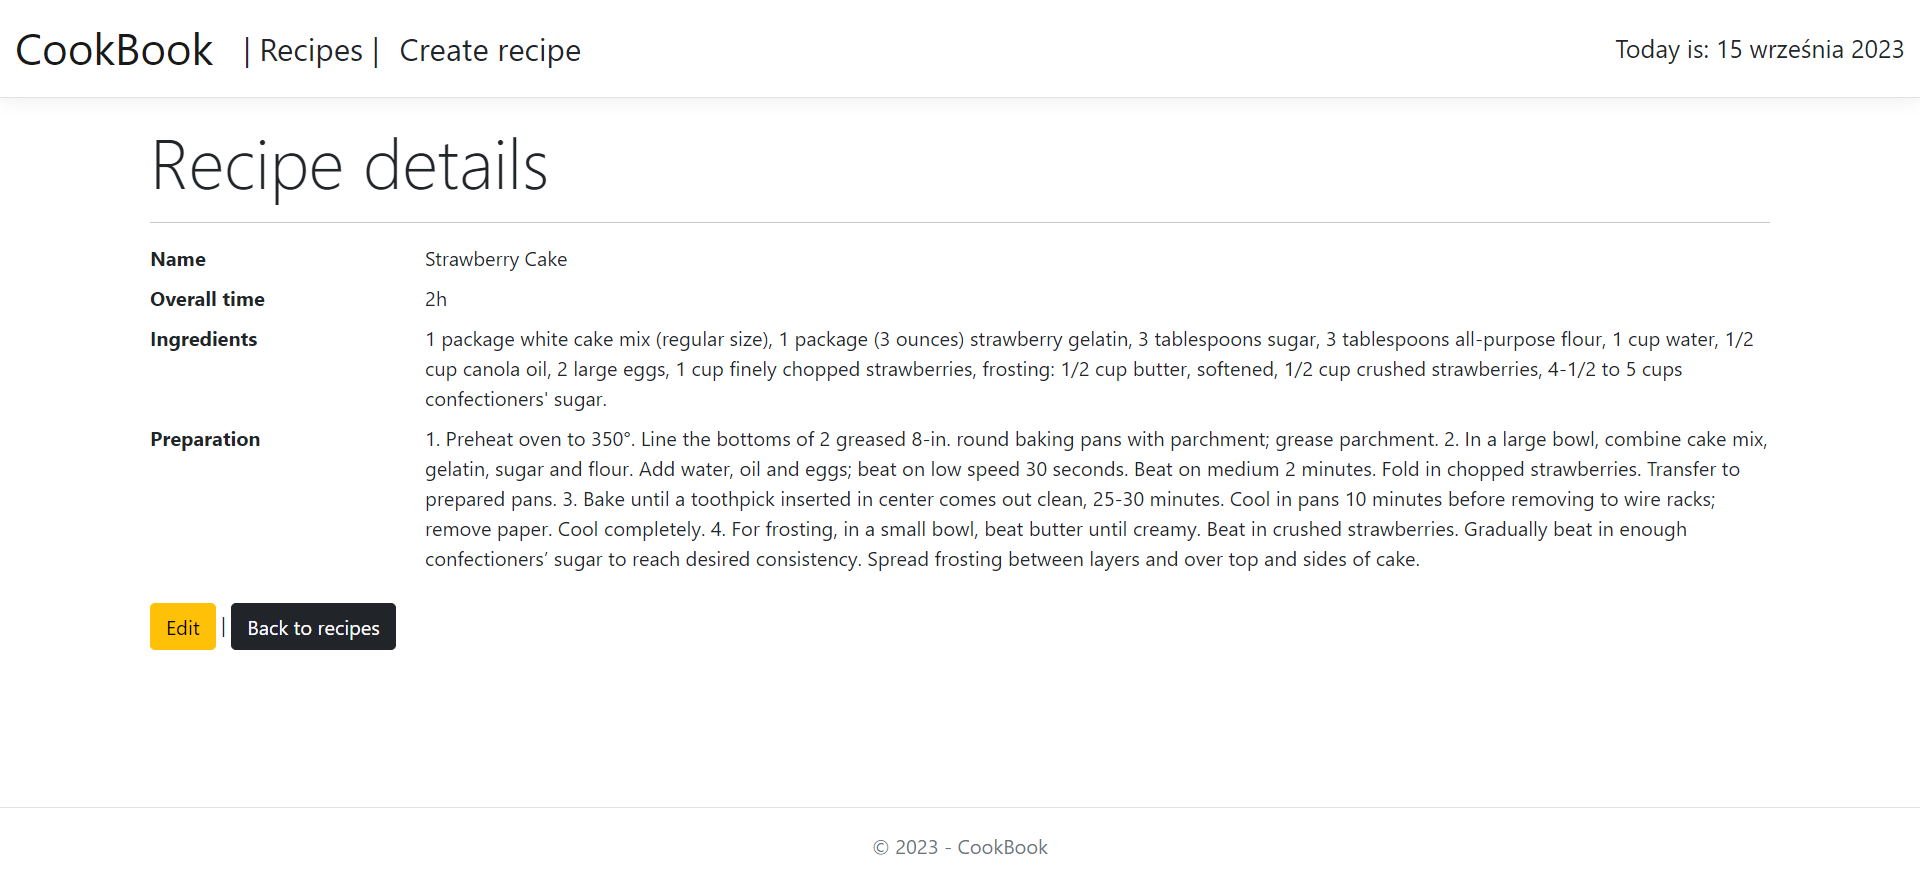 CookBook | Recipes | Create recipe Today is: 15 września 2023
Recipe details
Name Strawberry Cake
Overall time 2h
Ingredients 1 package white cake mix (regular size), 1 package (3 ounces) strawberry gelatin, 3 tablespoons sugar, 3 tablespoons all-purpose flour, 1 cup water, 1/2
cup canola oil, 2 large eggs, 1 cup finely chopped strawberries, frosting: 1/2 cup butter, softened, 1/2 cup crushed strawberries, 4-1/2 to 5 cups
confectioners' sugar.
Preparation 1. Preheat oven to 350°. Line the bottoms of 2 greased 8-in. round baking pans with parchment; grease parchment. 2. In a large bowl, combine cake mix,
gelatin, sugar and flour. Add water, oil and eggs; beat on low speed 30 seconds. Beat on medium 2 minutes. Fold in chopped strawberries. Transfer to
prepared pans. 3. Bake until a toothpick inserted in center comes out clean, 25-30 minutes. Cool in pans 10 minutes before removing to wire racks;
remove paper. Cool completely. 4. For frosting, in a small bowl, beat butter until creamy. Beat in crushed strawberries. Gradually beat in enough
confectioners’ sugar to reach desired consistency. Spread frosting between layers and over top and sides of cake.
Edit | Back to recipes
© 2023 - CookBook